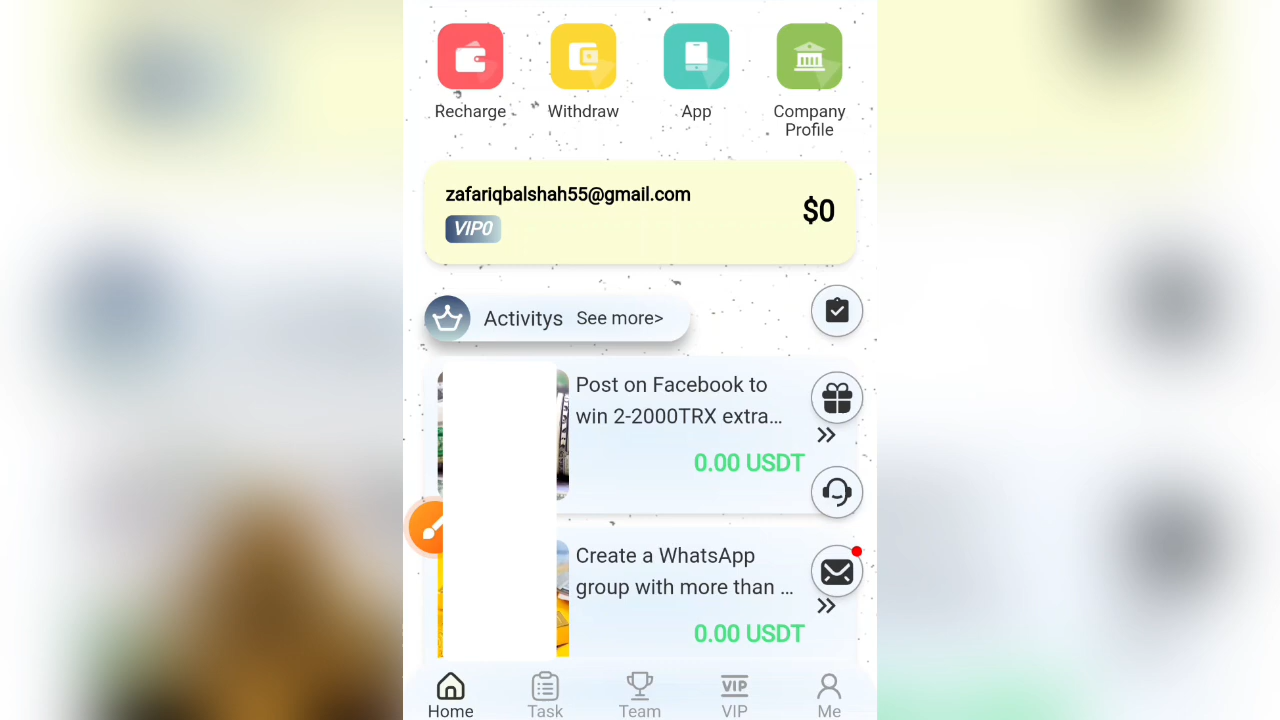 Recharge
Withdraw
App
Company
Profile
zafariqbalshah55@gmail.com
$0
VIP0
Activitys See more>
Post on Facebook to
win 2-2000TRX extra...
0.00 USDT
Create a WhatsApp
group with more than ...
0.00 USDT
VIP
Home
Task
Team
VIP
Me